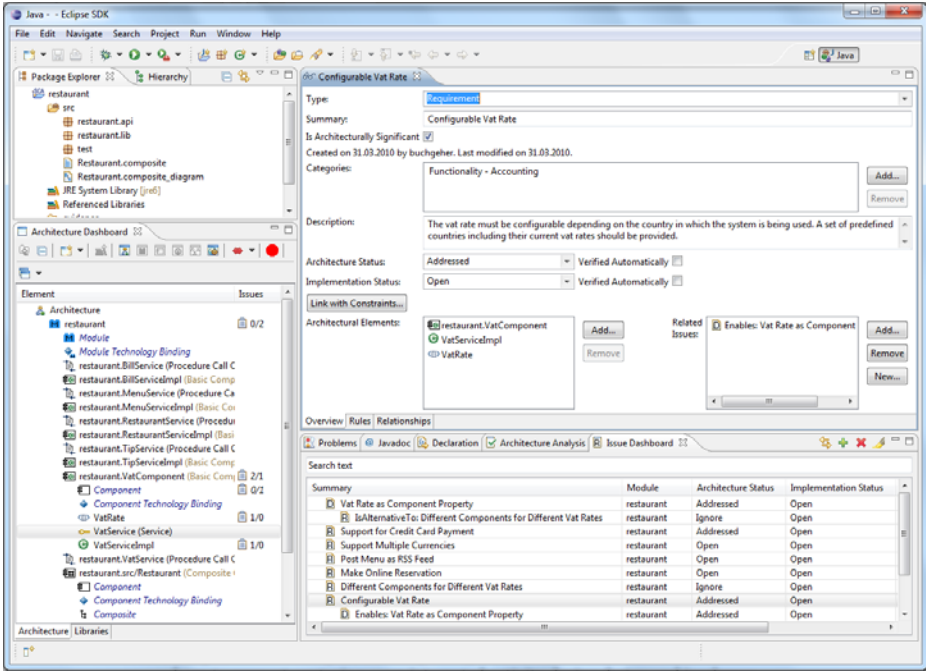 Java - - Eclipse SDK
File Edit Navigate Search Project Run Window Help
Java
Package Explorer Hierarchy
restaurant
src
restaurant.api
restaurant.lib
test
Restaurant.composite
Restaurant.composite_diagram
JRE System Library [jre6]
Referenced Libraries
Architecture Dashboard
Element Issues
Architecture
restaurant 0/2
Module
Module Technology Binding
restaurant.BillService (Procedure Call C
restaurant.BillServiceImpl (Basic Comp
restaurant.MenuService (Procedure Ca
restaurant.MenuServiceImpl (Basic Co
restaurant.RestaurantService (Procedu
restaurant.RestaurantServiceImpl (Basi
restaurant.TipService (Procedure Call C
restaurant.TipServiceImpl (Basic Comp
restaurant.VatComponent (Basic Com 2/1
Component 0/2
Component Technology Binding
VatRate 1/0
VatService (Service)
VatServiceImpl 1/0
restaurant.VatService (Procedure Call C
restaurant.src/Restaurant (Composite
Component
Component Technology Binding
Composite
Architecture Libraries
Configurable Vat Rate
Type: Requirement
Summary: Configurable Vat Rate
Is Architecturally Significant
Created on 31.03.2010 by buchgeher. Last modified on 31.03.2010.
Categories: Functionality - Accounting
Add...
Remove
Description: The vat rate must be configurable depending on the country in which the system is being used. A set of predefined
countries including their current vat rates should be provided.
Architecture Status: Addressed Verified Automatically
Implementation Status: Open Verified Automatically
Link with Constraints...
Architectural Elements:
restaurant.VatComponent
VatServiceImpl
VatRate
Add...
Remove
Related
Issues:
Enables: Vat Rate as Component
Add...
Remove
New...
Overview Rules Relationships
Problems Javadoc Declaration Architecture Analysis Issue Dashboard
Search text
Summary Module Architecture Status Implementation Status
Vat Rate as Component Property restaurant Addressed Open
IsAlternativeTo: Different Components for Different Vat Rates restaurant Ignore Open
Support for Credit Card Payment restaurant Addressed Open
Support Multiple Currencies restaurant Open Open
Post Menu as RSS Feed restaurant Open Open
Make Online Reservation restaurant Open Open
Different Components for Different Vat Rates restaurant Ignore Open
Configurable Vat Rate restaurant Addressed Open
Enables: Vat Rate as Component Property restaurant Addressed Open